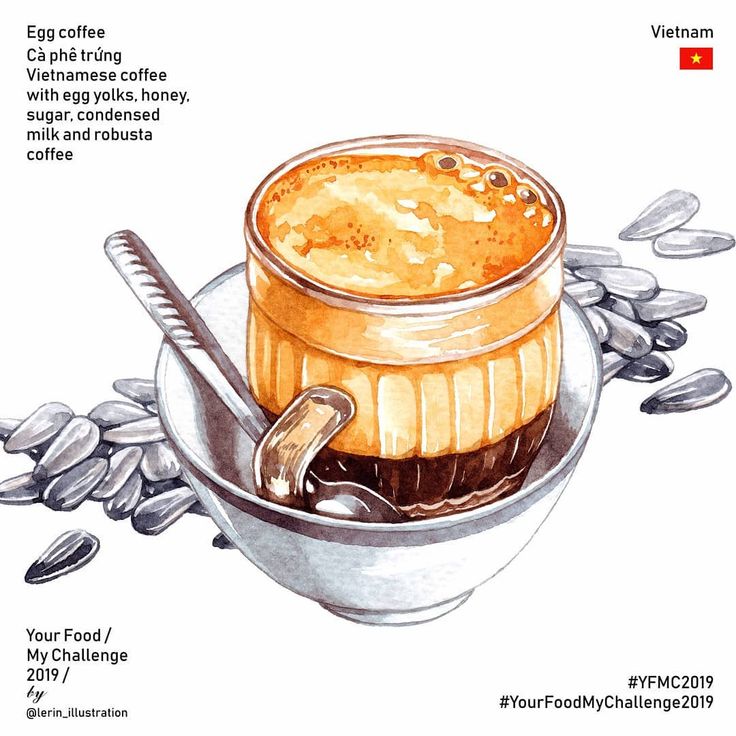 Egg coffee
Cà phê trứng
Vietnamese coffee
with egg yolks, honey,
sugar, condensed
milk and robusta
coffee
Vietnam
Your Food /
My Challenge
2019 /
by
@lerin_illustration
#YFMC2019
#YourFoodMyChallenge2019